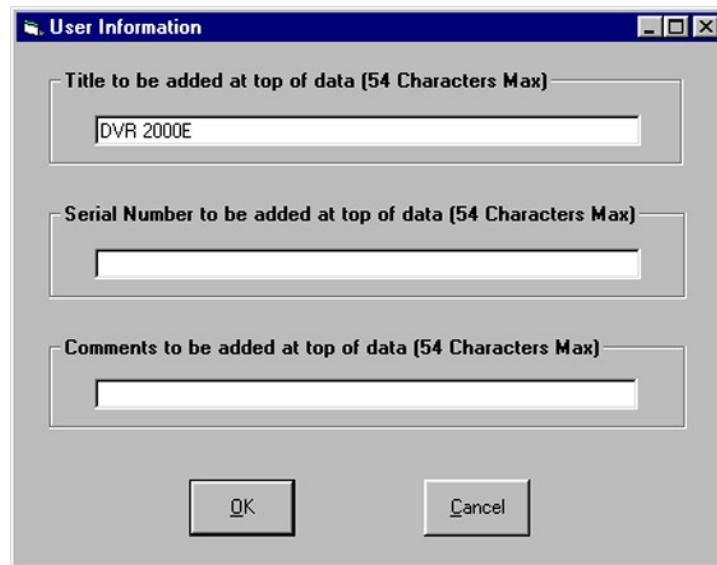 User Information
Title to be added at top of data (54 Characters Max)
DVR 2000E
Serial Number to be added at top of data (54 Characters Max)
Comments to be added at top of data (54 Characters Max)
OK
Cancel